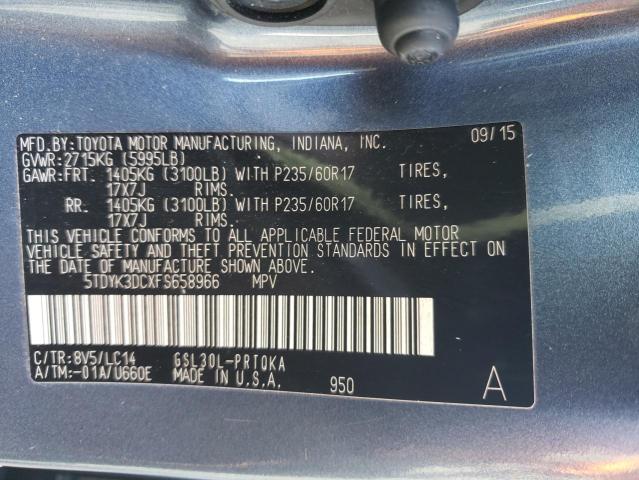 MFD.BY:TOYOTA MOTOR MANUFACTURING, INDIANA, INC. 09/15
GVWR:2715KG (5995LB)
GAWR:FRT. 1405KG (3100LB) WITH P235/60R17 TIRES,
17X7J RIMS.
RR. 1405KG (3100LB) WITH P235/60R17 TIRES,
17X7J RIMS.
THIS VEHICLE CONFORMS TO ALL APPLICABLE FEDERAL MOTOR
VEHICLE SAFETY AND THEFT PREVENTION STANDARDS IN EFFECT ON
THE DATE OF MANUFACTURE SHOWN ABOVE.
5TDYK3DCXFS658966 MPV
C/TR:8V5/LC14 GSL30L-PRTQKA
A/TM:-01A/U660E MADE IN U.S.A. 950 A